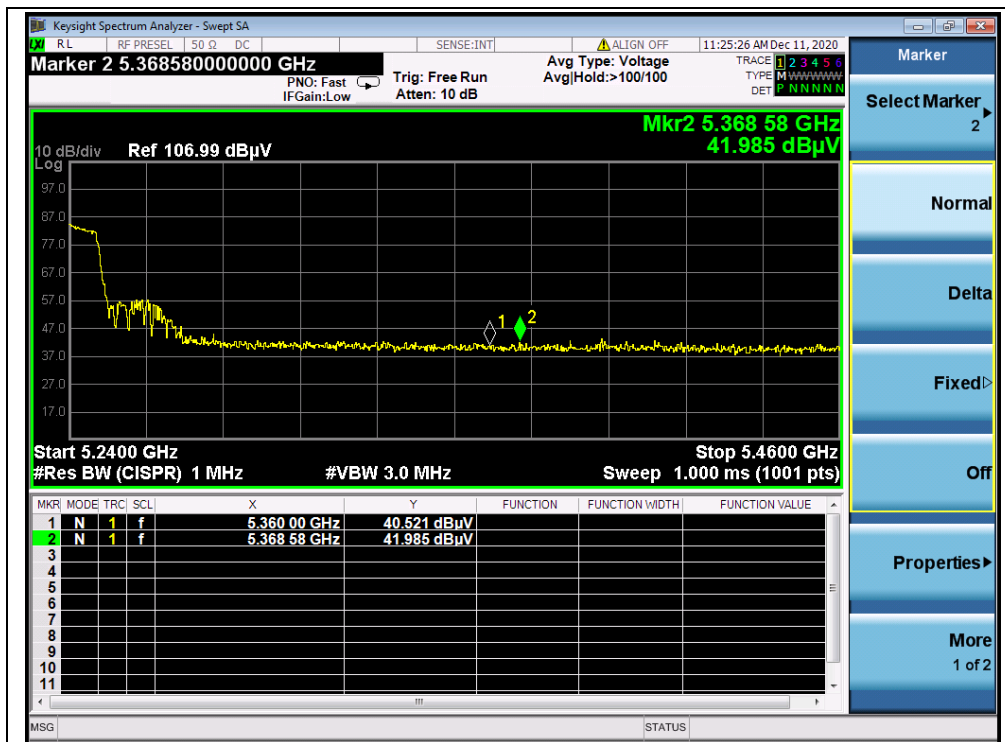 Keysight Spectrum Analyzer - Swept SA
LXI RL RF PRESEL 50 Ω DC SENSE:INT ALIGN OFF 11:25:26 AM Dec 11, 2020
Marker 2 5.368580000000 GHz
PNO: Fast
IFGain:Low
Trig: Free Run
Atten: 10 dB
Avg Type: Voltage
Avg|Hold:>100/100
TRACE 1 2 3 4 5 6
TYPE M WWWWW
DET P N N N N N
Mkr2 5.368 58 GHz
41.985 dBµV
10 dB/div Ref 106.99 dBµV
Log
97.0
87.0
77.0
67.0
57.0
47.0
37.0
27.0
17.0
1 2
Start 5.2400 GHz Stop 5.4600 GHz
#Res BW (CISPR) 1 MHz #VBW 3.0 MHz Sweep 1.000 ms (1001 pts)
MKR MODE TRC SCL X Y FUNCTION FUNCTION WIDTH FUNCTION VALUE
1 N 1 f 5.360 00 GHz 40.521 dBµV
2 N 1 f 5.368 58 GHz 41.985 dBµV
3
4
5
6
7
8
9
10
11
MSG STATUS
Marker
Select Marker
2
Normal
Delta
Fixed
Off
Properties
More
1 of 2